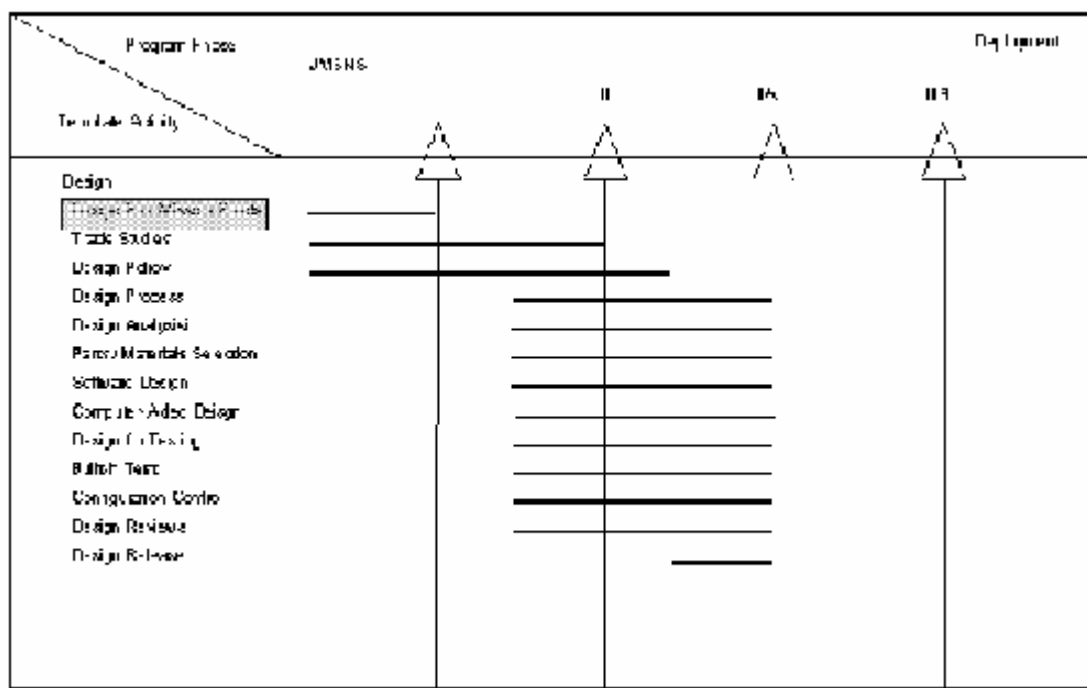 Program Phase
Deployment
JMSNS
II
Template Activity
Design
Trade Studies
Design Policy
Design Process
Design Analysis
Parts/Materials Selection
Software Design
Computer-Aided Design
Design for Testing
Built-in Test
Configuration Control
Design Reviews
Design Release